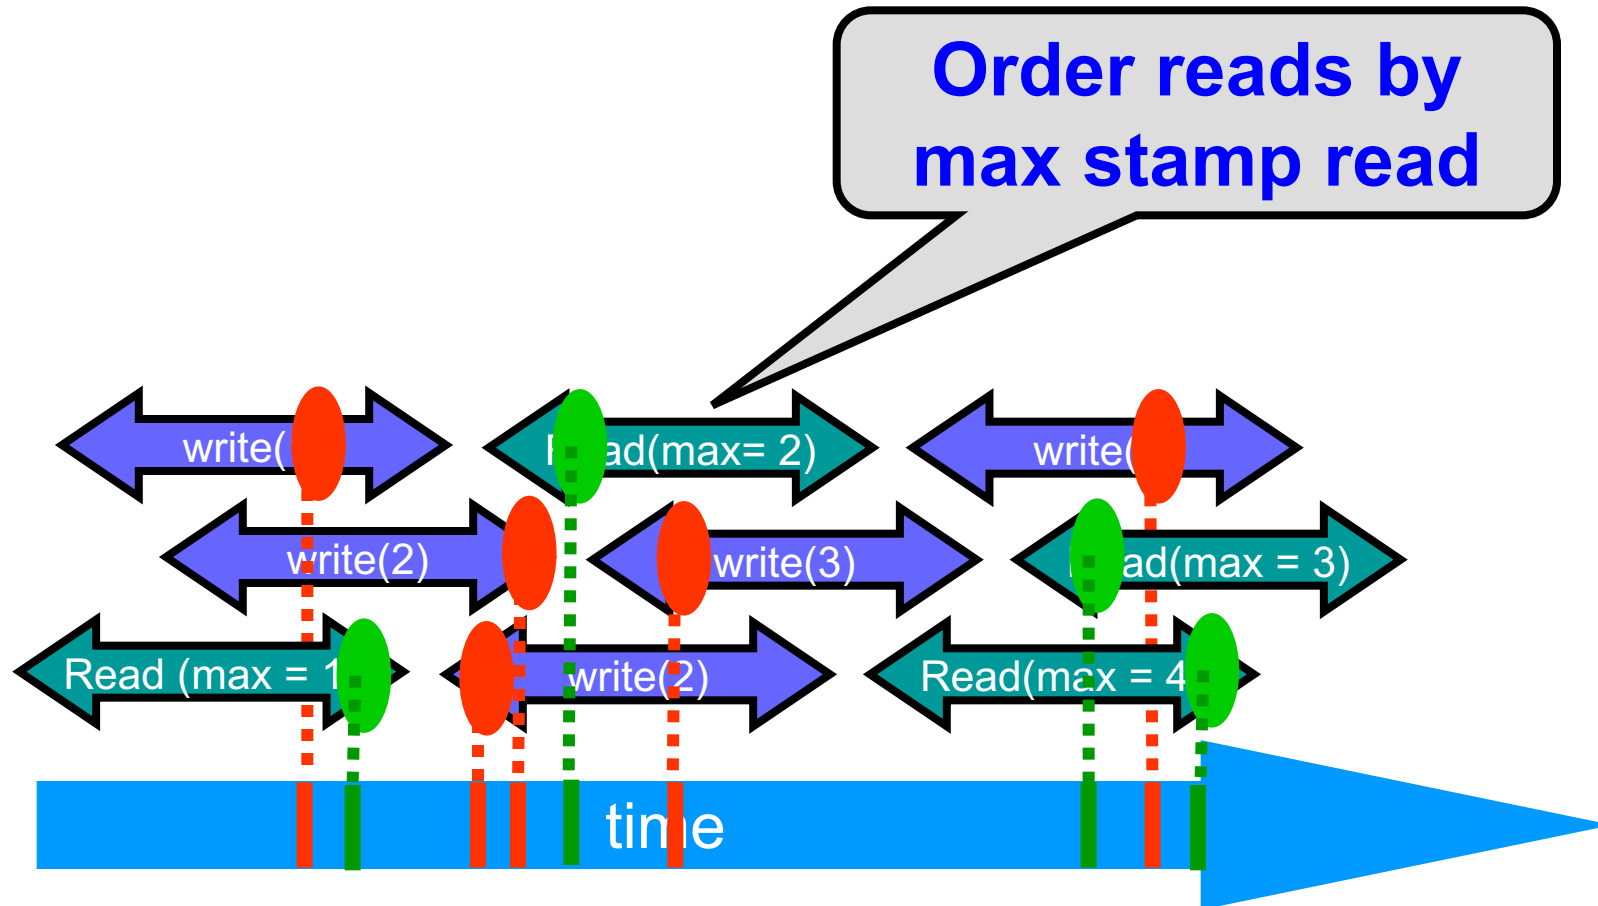 Order reads by
max stamp read
write(
ad(max= 2)
write(
write(2)
write(3)
ad(max = 3)
Read (max = 1
write(2)
Read(max = 4
time